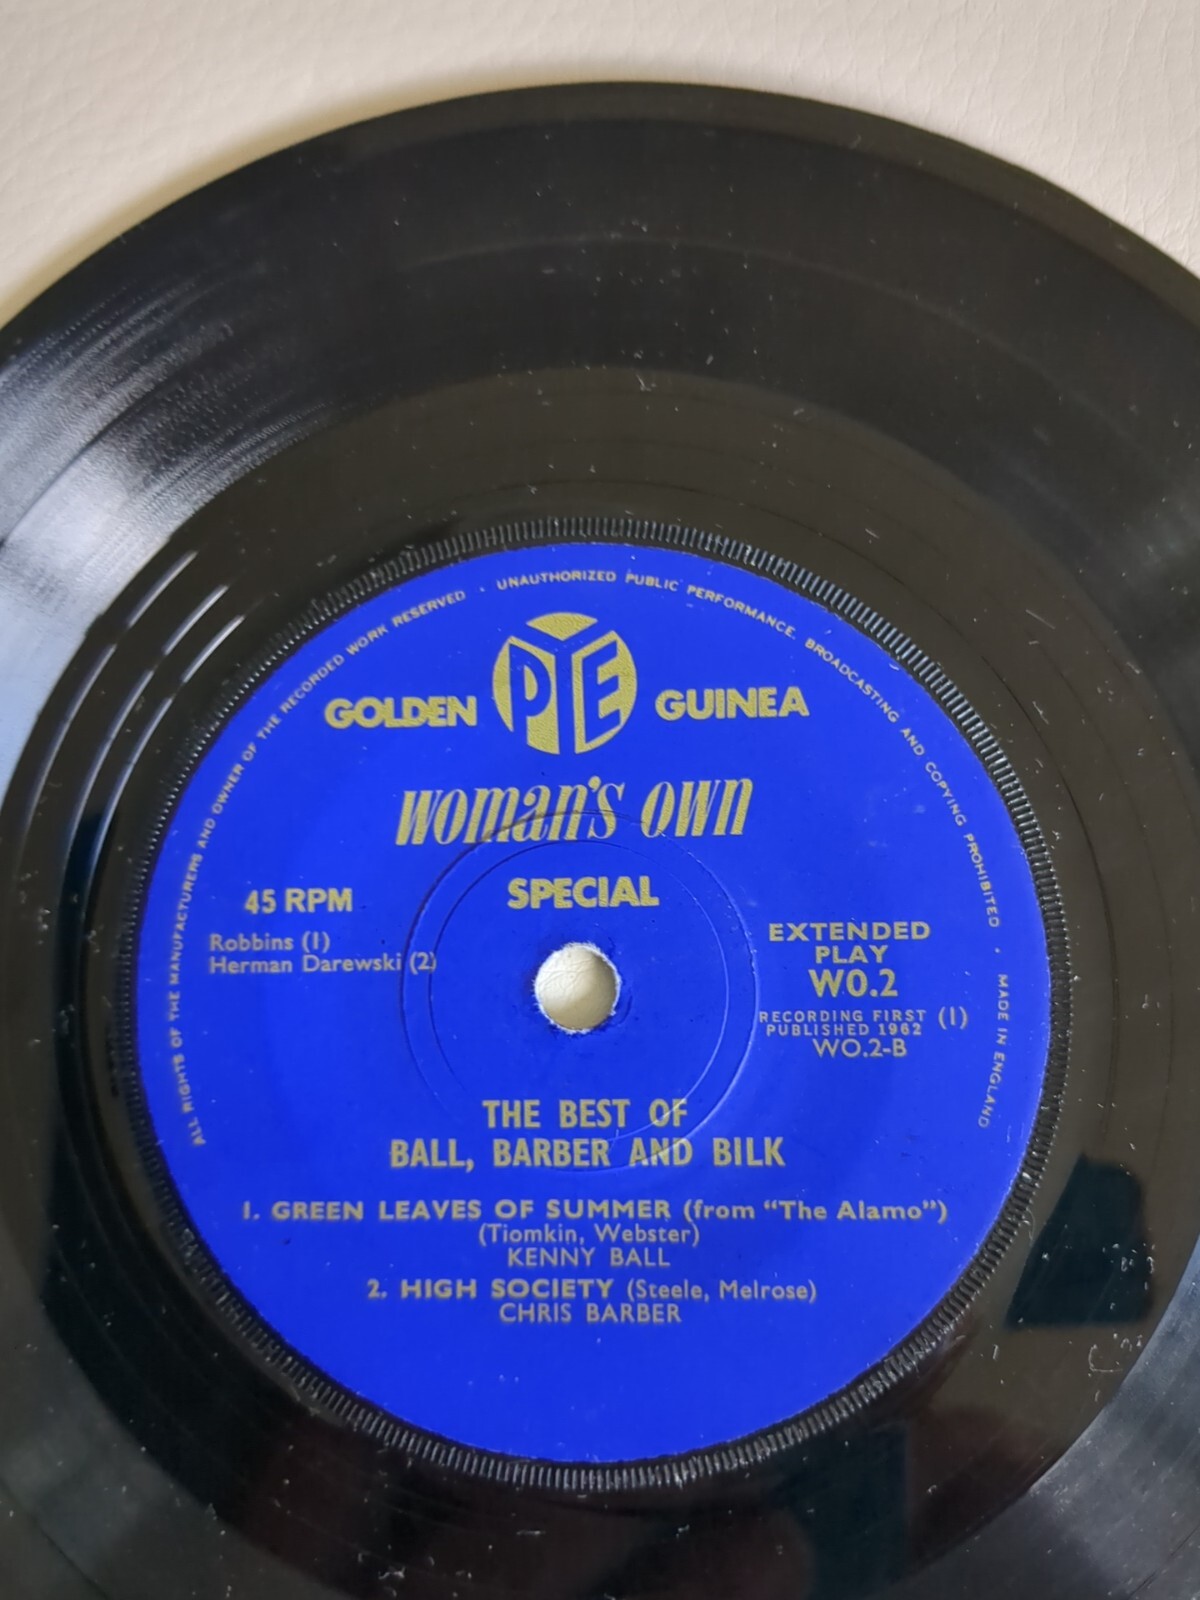 ALL RIGHTS OF THE MANUFACTURERS AND OWNER OF THE RECORDED WORK RESERVED · UNAUTHORIZED PUBLIC PERFORMANCE, BROADCASTING AND COPYING PROHIBITED · MADE IN ENGLAND
GOLDEN PYE GUINEA
woman's own
SPECIAL
45 RPM
Robbins (1)
Herman Darewski (2)
EXTENDED
PLAY
WO.2
RECORDING FIRST (1)
PUBLISHED 1962
WO.2-B
THE BEST OF
BALL, BARBER AND BILK
1. GREEN LEAVES OF SUMMER (from "The Alamo")
(Tiomkin, Webster)
KENNY BALL
2. HIGH SOCIETY (Steele, Melrose)
CHRIS BARBER